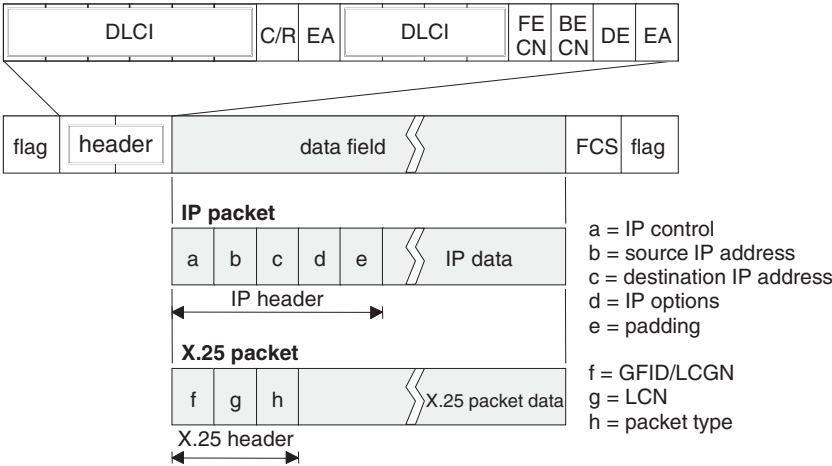 DLCI C/R EA DLCI FE CN BE CN DE EA
flag header data field FCS flag
IP packet
a b c d e IP data
IP header
a = IP control
b = source IP address
c = destination IP address
d = IP options
e = padding
X.25 packet
f g h X.25 packet data
X.25 header
f = GFID/LCGN
g = LCN
h = packet type